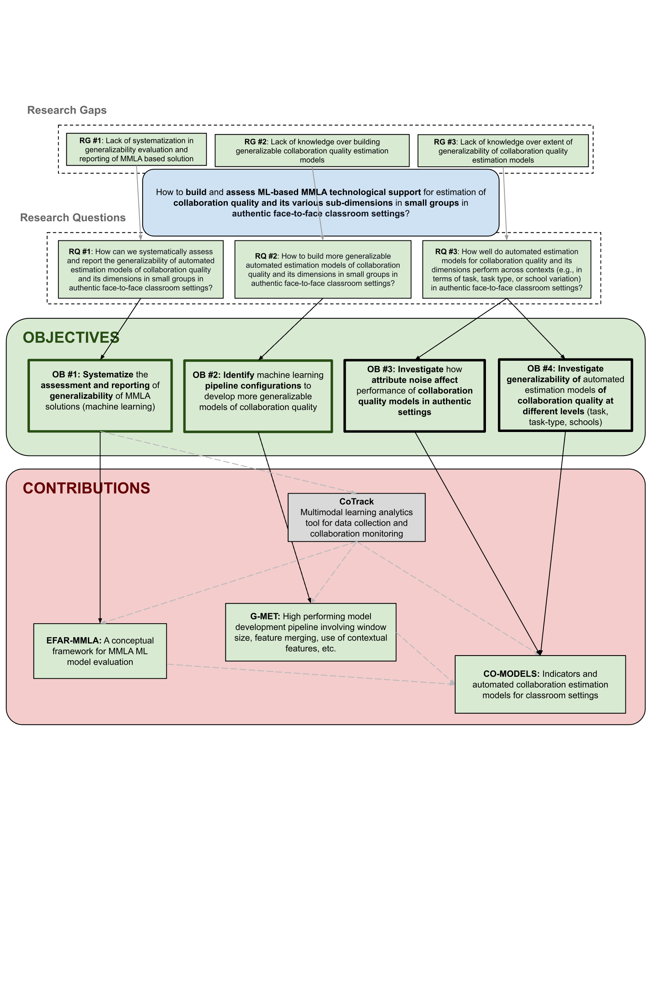 Research Gaps
RG #1: Lack of systematization in
generalizability evaluation and
reporting of MMLA based solution
RG #2: Lack of knowledge over building
generalizable collaboration quality estimation
models
RG #3: Lack of knowledge over extent of
generalizability of collaboration quality
estimation models
How to build and assess ML-based MMLA technological support for estimation of
collaboration quality and its various sub-dimensions in small groups in
authentic face-to-face classroom settings?
Research Questions
RQ #1: How can we systematically assess
and report the generalizability of automated
estimation models of collaboration quality
and its dimensions in small groups in
authentic face-to-face classroom settings?
RQ #2: How to build more generalizable
automated estimation models of collaboration
quality and its dimensions in small groups in
authentic face-to-face classroom settings?
RQ #3: How well do automated estimation
models for collaboration quality and its
dimensions perform across contexts (e.g., in
terms of task, task type, or school variation)
in authentic face-to-face classroom settings?
OBJECTIVES
OB #1: Systematize the
assessment and reporting of
generalizability of MMLA
solutions (machine learning)
OB #2: Identify machine learning
pipeline configurations to
develop more generalizable
models of collaboration quality
OB #3: Investigate how
attribute noise affect
performance of collaboration
quality models in authentic
settings
OB #4: Investigate
generalizability of automated
estimation models of
collaboration quality at
different levels (task,
task-type, schools)
CONTRIBUTIONS
CoTrack
Multimodal learning analytics
tool for data collection and
collaboration monitoring
G-MET: High performing model
development pipeline involving window
size, feature merging, use of contextual
features, etc.
EFAR-MMLA: A conceptual
framework for MMLA ML
model evaluation
CO-MODELS: Indicators and
automated collaboration estimation
models for classroom settings